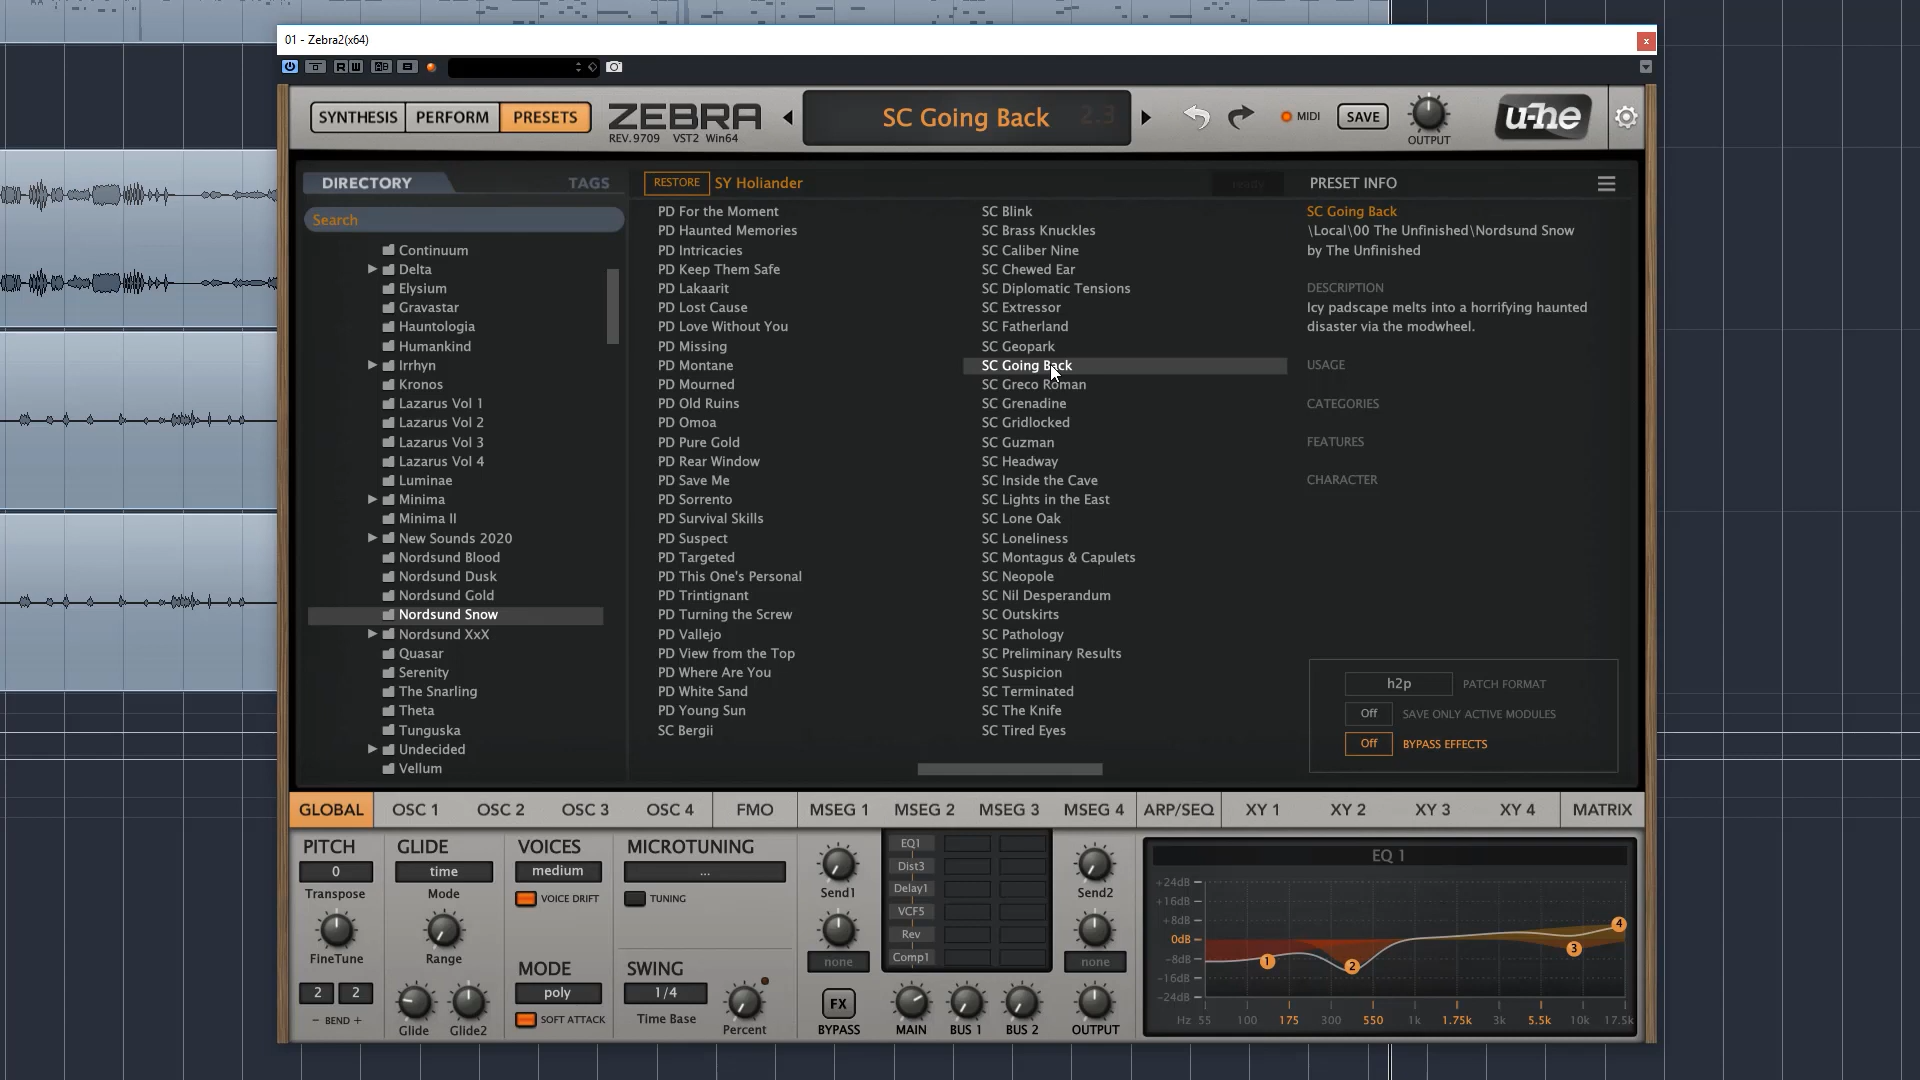 01 - Zebra2(x64)
SYNTHESIS PERFORM PRESETS
ZEBRA
REV.9709 VST2 Win64
SC Going Back 2.3
MIDI SAVE
OUTPUT
u-he
DIRECTORY TAGS
Search
Continuum
Delta
Elysium
Gravastar
Hauntologia
Humankind
Irrhyn
Kronos
Lazarus Vol 1
Lazarus Vol 2
Lazarus Vol 3
Lazarus Vol 4
Luminae
Minima
Minima II
New Sounds 2020
Nordsund Blood
Nordsund Dusk
Nordsund Gold
Nordsund Snow
Nordsund XxX
Quasar
Serenity
The Snarling
Theta
Tunguska
Undecided
Vellum
RESTORE SY Holiander
PD For the Moment
PD Haunted Memories
PD Intricacies
PD Keep Them Safe
PD Lakaarit
PD Lost Cause
PD Love Without You
PD Missing
PD Montane
PD Mourned
PD Old Ruins
PD Omoa
PD Pure Gold
PD Rear Window
PD Save Me
PD Sorrento
PD Survival Skills
PD Suspect
PD Targeted
PD This One's Personal
PD Trintignant
PD Turning the Screw
PD Vallejo
PD View from the Top
PD Where Are You
PD White Sand
PD Young Sun
SC Bergii
SC Blink
SC Brass Knuckles
SC Caliber Nine
SC Chewed Ear
SC Diplomatic Tensions
SC Extressor
SC Fatherland
SC Geopark
SC Going Back
SC Greco Roman
SC Grenadine
SC Gridlocked
SC Guzman
SC Headway
SC Inside the Cave
SC Lights in the East
SC Lone Oak
SC Loneliness
SC Montagus & Capulets
SC Neopole
SC Nil Desperandum
SC Outskirts
SC Pathology
SC Preliminary Results
SC Suspicion
SC Terminated
SC The Knife
SC Tired Eyes
PRESET INFO
SC Going Back
\Local\00 The Unfinished\Nordsund Snow
by The Unfinished
DESCRIPTION
Icy padscape melts into a horrifying haunted
disaster via the modwheel.
USAGE
CATEGORIES
FEATURES
CHARACTER
h2p PATCH FORMAT
Off SAVE ONLY ACTIVE MODULES
Off BYPASS EFFECTS
GLOBAL OSC 1 OSC 2 OSC 3 OSC 4 FMO MSEG 1 MSEG 2 MSEG 3 MSEG 4 ARP/SEQ XY 1 XY 2 XY 3 XY 4 MATRIX
PITCH
0
Transpose
FineTune
2 2
- BEND +
GLIDE
time
Mode
Range
Glide Glide2
VOICES
medium
VOICE DRIFT
MODE
poly
SOFT ATTACK
MICROTUNING
...
TUNING
SWING
1/4
Time Base
Percent
Send1
none
FX
BYPASS
EQ1
Dist3
Delay1
VCF5
Rev
Comp1
MAIN BUS 1 BUS 2
Send2
none
OUTPUT
EQ 1
+24dB
+16dB
+8dB
0dB
-8dB
-16dB
-24dB
1 2 3 4
Hz 55 100 175 300 550 1k 1.75k 3k 5.5k 10k 17.5k